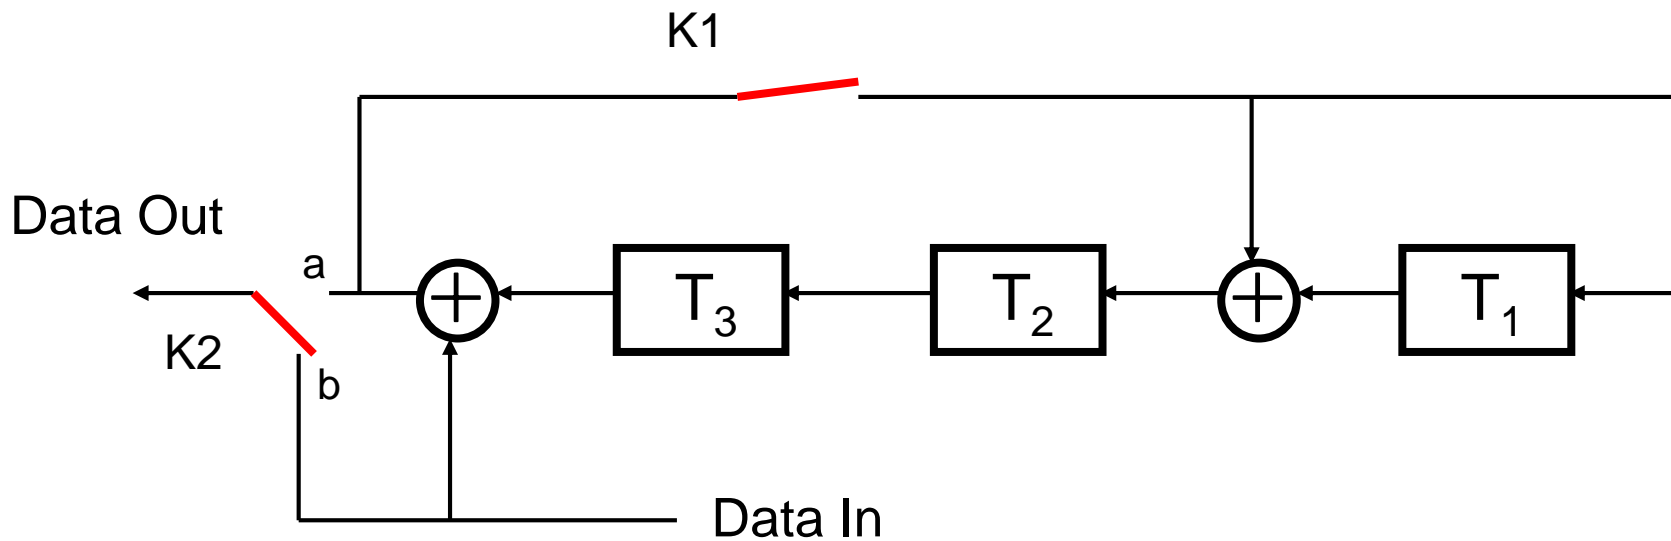 K1
Data Out
a
T3
T2
T1
K2
b
Data In